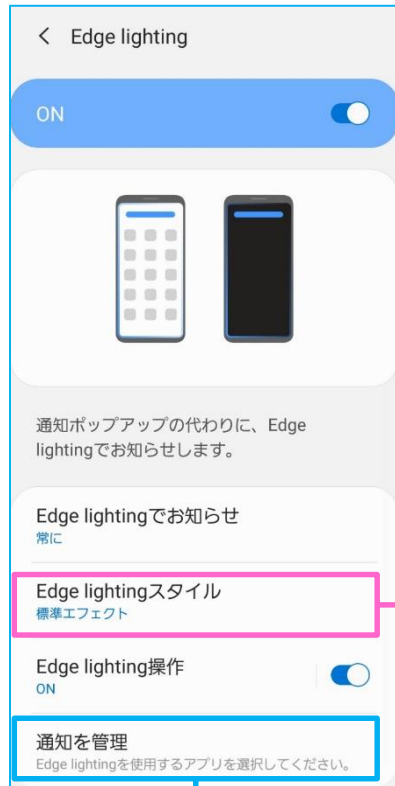 Edge lighting
ON
通知ポップアップの代わりに、Edge
lightingでお知らせします。
Edge lightingでお知らせ
常に
Edge lightingスタイル
標準エフェクト
Edge lighting操作
ON
通知を管理
Edge lightingを使用するアプリを選択してください。